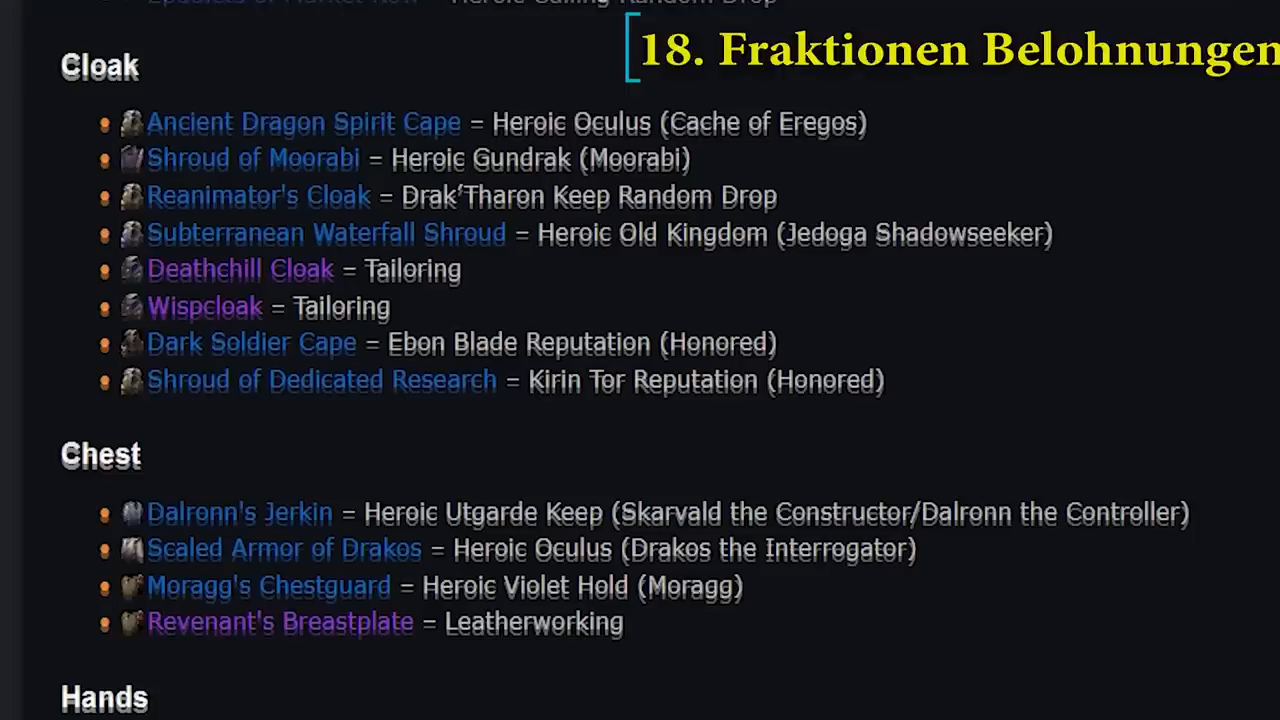 Heroic Culling Random Drop
18. Fraktionen Belohnungen
Cloak
Ancient Dragon Spirit Cape = Heroic Oculus (Cache of Eregos)
Shroud of Moorabi = Heroic Gundrak (Moorabi)
Reanimator's Cloak = Drak’Tharon Keep Random Drop
Subterranean Waterfall Shroud = Heroic Old Kingdom (Jedoga Shadowseeker)
Deathchill Cloak = Tailoring
Wispcloak = Tailoring
Dark Soldier Cape = Ebon Blade Reputation (Honored)
Shroud of Dedicated Research = Kirin Tor Reputation (Honored)
Chest
Dalronn's Jerkin = Heroic Utgarde Keep (Skarvald the Constructor/Dalronn the Controller)
Scaled Armor of Drakos = Heroic Oculus (Drakos the Interrogator)
Moragg's Chestguard = Heroic Violet Hold (Moragg)
Revenant's Breastplate = Leatherworking
Hands